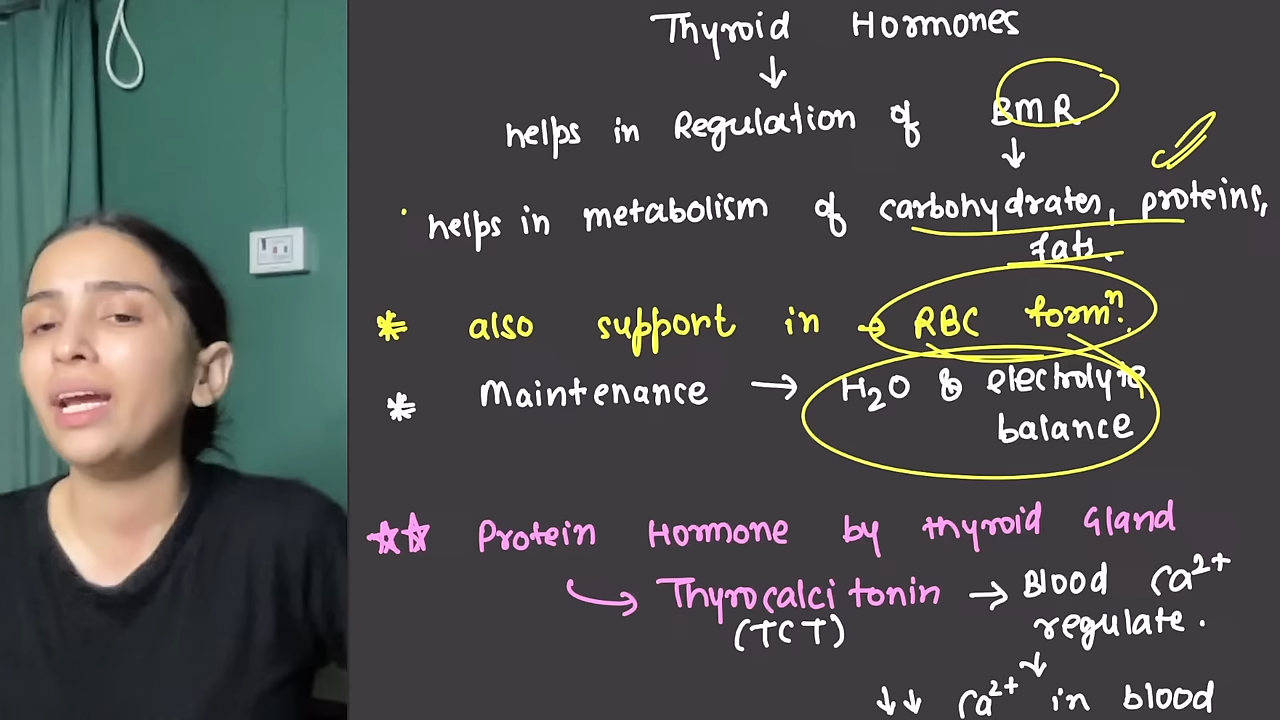 Thyroid Hormones
↓
helps in Regulation of BMR
↓
helps in metabolism of carbohydrates, proteins,
fats.
* also support in → RBC formⁿ.
* Maintenance → H₂O & electrolyte
balance
☆☆ Protein Hormone by thyroid Gland
↳ Thyrocalcitonin → Blood Ca²⁺
(TCT) regulate.
↓
↓↓ Ca²⁺ in blood